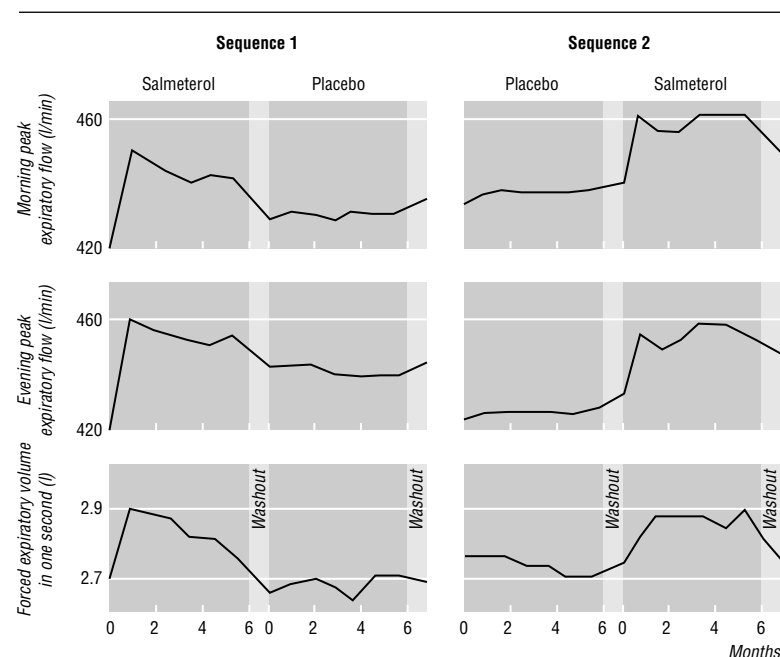 Sequence 1
Sequence 2
Salmeterol
Placebo
Placebo
Salmeterol
Morning peak
expiratory flow (l/min)
460
420
Evening peak
expiratory flow (l/min)
460
420
Forced expiratory volume
in one second (l)
2.9
2.7
Washout
Washout
Washout
Washout
0 2 4 6 0 2 4 6
0 2 4 6 0 2 4 6
Months